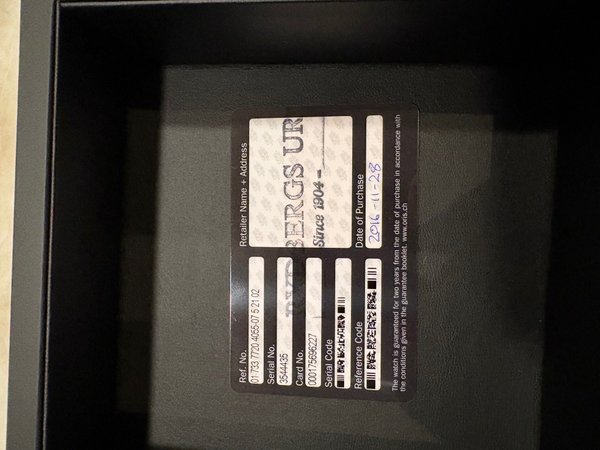 Ref. No.
01 733 7720 4055-07 5 21 02
Serial No.
3544435
Card No.
000175696227
Serial Code
Reference Code
Retailer Name + Address
BERGS UR
Since 1904
Date of Purchase
2016-11-28
The watch is guaranteed for two years from the date of purchase in accordance with
the conditions given in the guarantee booklet. www.oris.ch